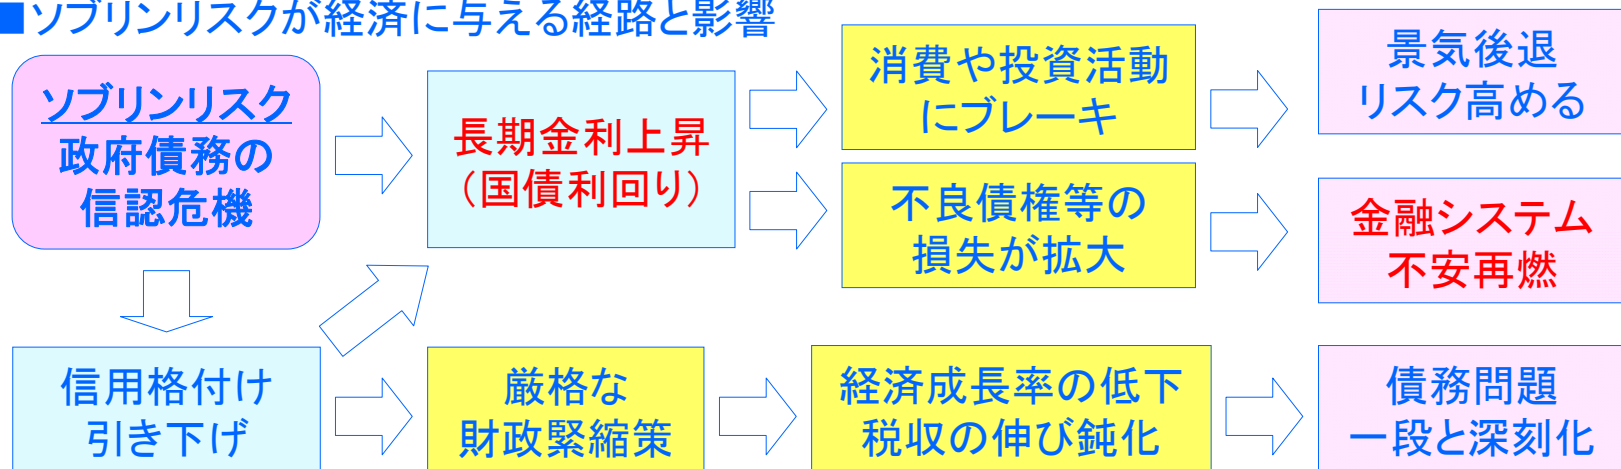 ■ソブリンリスクが経済に与える経路と影響
ソブリンリスク
政府債務の
信認危機
長期金利上昇
（国債利回り）
消費や投資活動
にブレーキ
景気後退
リスク高める
不良債権等の
損失が拡大
金融システム
不安再燃
信用格付け
引き下げ
厳格な
財政緊縮策
経済成長率の低下
税収の伸び鈍化
債務問題
一段と深刻化